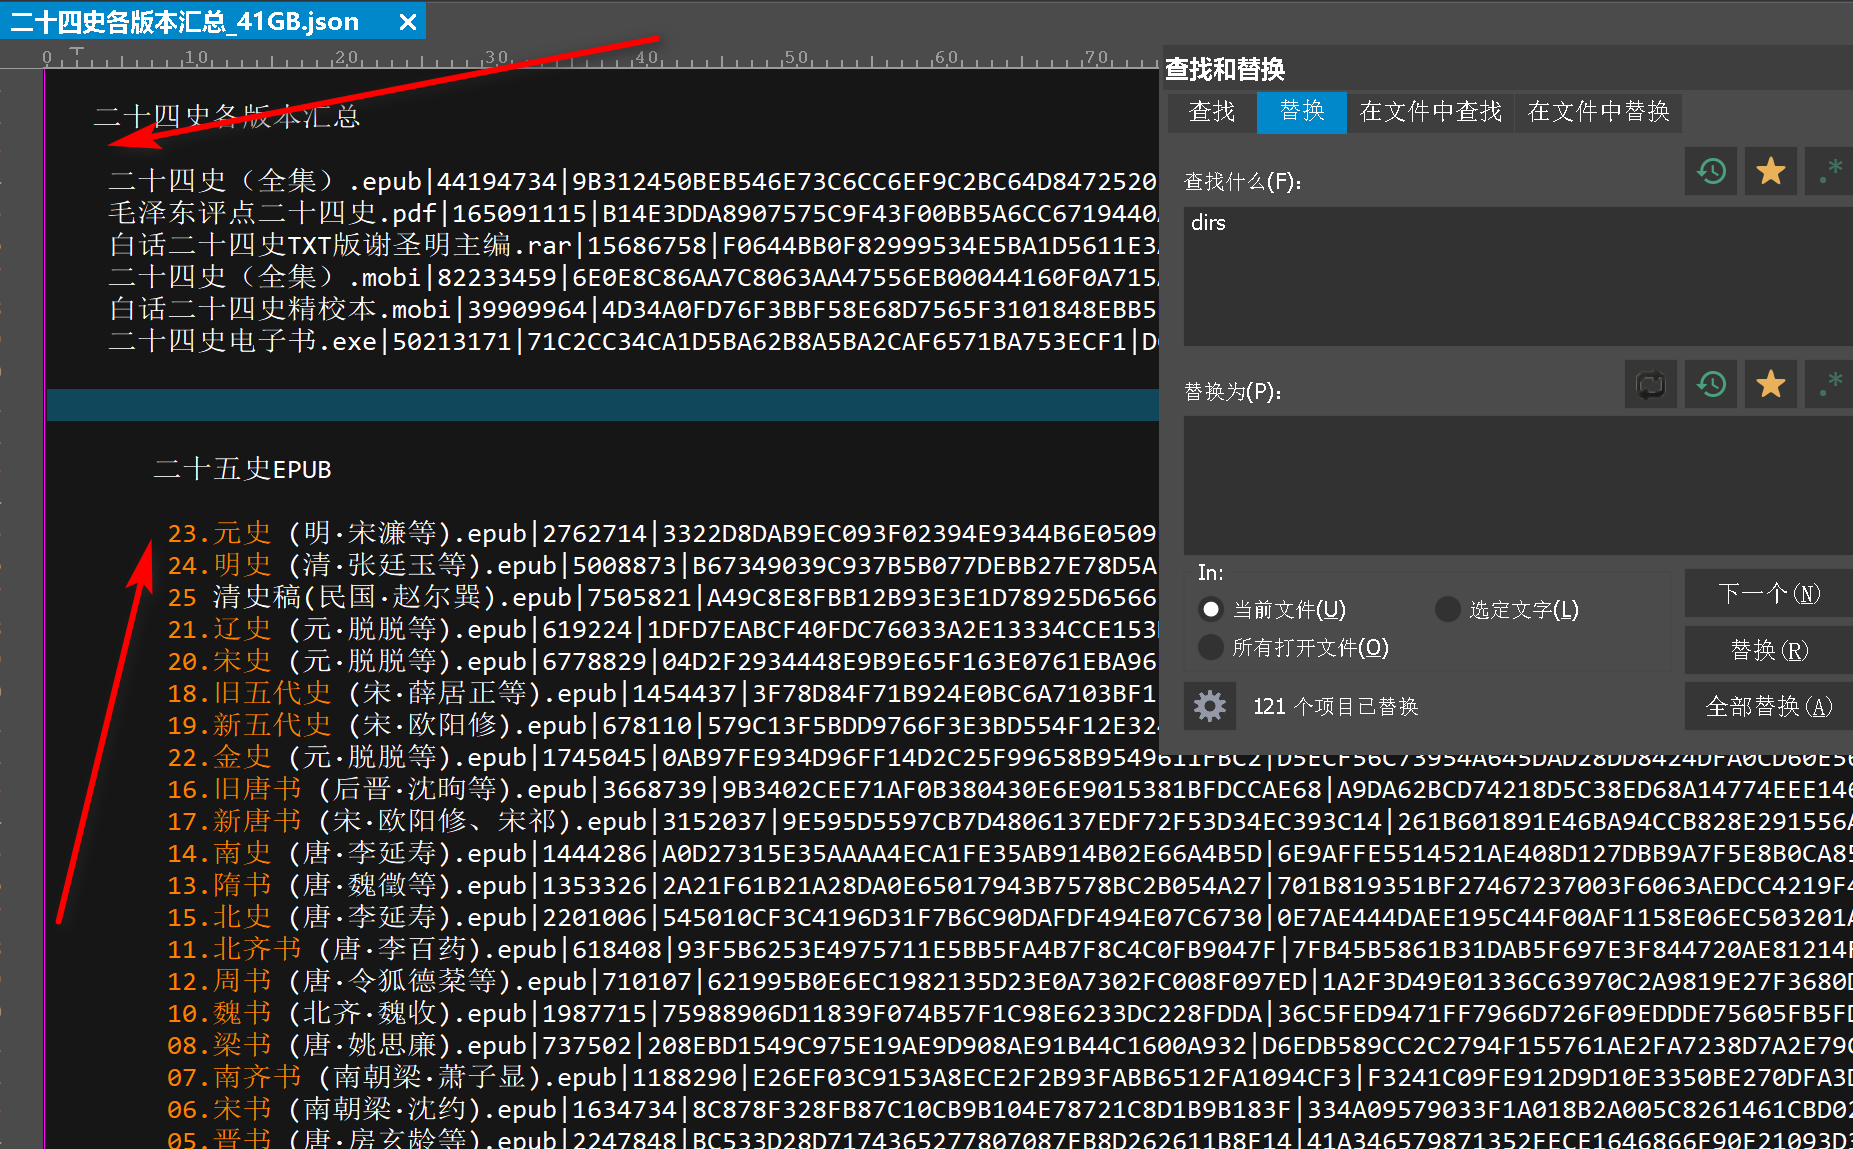 二十四史各版本汇总_41GB.json ×
0 10 20 30 40 50 60 70
二十四史各版本汇总
二十四史（全集）.epub|44194734|9B312450BEB546E73C6CC6EF9C2BC64D8472520
毛泽东评点二十四史.pdf|165091115|B14E3DDA8907575C9F43F00BB5A6CC6719440
白话二十四史TXT版谢圣明主编.rar|15686758|F0644BB0F82999534E5BA1D5611E3
二十四史（全集）.mobi|82233459|6E0E8C86AA7C8063AA47556EB00044160F0A715
白话二十四史精校本.mobi|39909964|4D34A0FD76F3BBF58E68D7565F3101848EBB5
二十四史电子书.exe|50213171|71C2CC34CA1D5BA62B8A5BA2CAF6571BA753ECF1|D
二十五史EPUB
23.元史 (明·宋濂等).epub|2762714|3322D8DAB9EC093F02394E9344B6E0509
24.明史 (清·张廷玉等).epub|5008873|B67349039C937B5B077DEBB27E78D5A
25 清史稿(民国·赵尔巽).epub|7505821|A49C8E8FBB12B93E3E1D78925D6566
21.辽史 (元·脱脱等).epub|619224|1DFD7EABCF40FDC76033A2E13334CCE153
20.宋史 (元·脱脱等).epub|6778829|04D2F2934448E9B9E65F163E0761EBA96
18.旧五代史 (宋·薛居正等).epub|1454437|3F78D84F71B924E0BC6A7103BF1
19.新五代史 (宋·欧阳修).epub|678110|579C13F5BDD9766F3E3BD554F12E324
22.金史 (元·脱脱等).epub|1745045|0AB97FE934D96FF14D2C25F99658B9549611FBC2|D5ECF56C73954A645DAD28DD8424DFA0CD60E50
16.旧唐书 (后晋·沈昫等).epub|3668739|9B3402CEE71AF0B380430E6E9015381BFDCCAE68|A9DA62BCD74218D5C38ED68A14774EEE146
17.新唐书 (宋·欧阳修、宋祁).epub|3152037|9E595D5597CB7D4806137EDF72F53D34EC393C14|261B601891E46BA94CCB828E291556A
14.南史 (唐·李延寿).epub|1444286|A0D27315E35AAAA4ECA1FE35AB914B02E66A4B5D|6E9AFFE5514521AE408D127DBB9A7F5E8B0CA85
13.隋书 (唐·魏徵等).epub|1353326|2A21F61B21A28DA0E65017943B7578BC2B054A27|701B819351BF27467237003F6063AEDCC4219F4
15.北史 (唐·李延寿).epub|2201006|545010CF3C4196D31F7B6C90DAFDF494E07C6730|0E7AE444DAEE195C44F00AF1158E06EC503201A
11.北齐书 (唐·李百药).epub|618408|93F5B6253E4975711E5BB5FA4B7F8C4C0FB9047F|7FB45B5861B31DAB5F697E3F844720AE81214
12.周书 (唐·令狐德棻等).epub|710107|621995B0E6EC1982135D23E0A7302FC008F097ED|1A2F3D49E01336C63970C2A9819E27F3680D
10.魏书 (北齐·魏收).epub|1987715|75988906D11839F074B57F1C98E6233DC228FDDA|36C5FED9471FF7966D726F09EDDDE75605FB5FD
08.梁书 (唐·姚思廉).epub|737502|208EBD1549C975E19AE9D908AE91B44C1600A932|D6EDB589CC2C2794F155761AE2FA7238D7A2E790
07.南齐书 (南朝梁·萧子显).epub|1188290|E26EF03C9153A8ECE2F2B93FABB6512FA1094CF3|F3241C09FE912D9D10E3350BE270DFA3D
06.宋书 (南朝梁·沈约).epub|1634734|8C878F328FB87C10CB9B104E78721C8D1B9B183F|334A09579033F1A018B2A005C8261461CBD02
05.晋书 (唐·房玄龄等).epub|2247848|BC533D28D7174365277807087EB8D262611B8F14|41A346579871352EECE1646866E90E21093D3
查找和替换
查找 替换 在文件中查找 在文件中替换
查找什么(F):
.*
dirs
替换为(P):
.*
In:
当前文件(U) 选定文字(L)
所有打开文件(O)
121 个项目已替换
下一个(N)
替换(R)
全部替换(A)